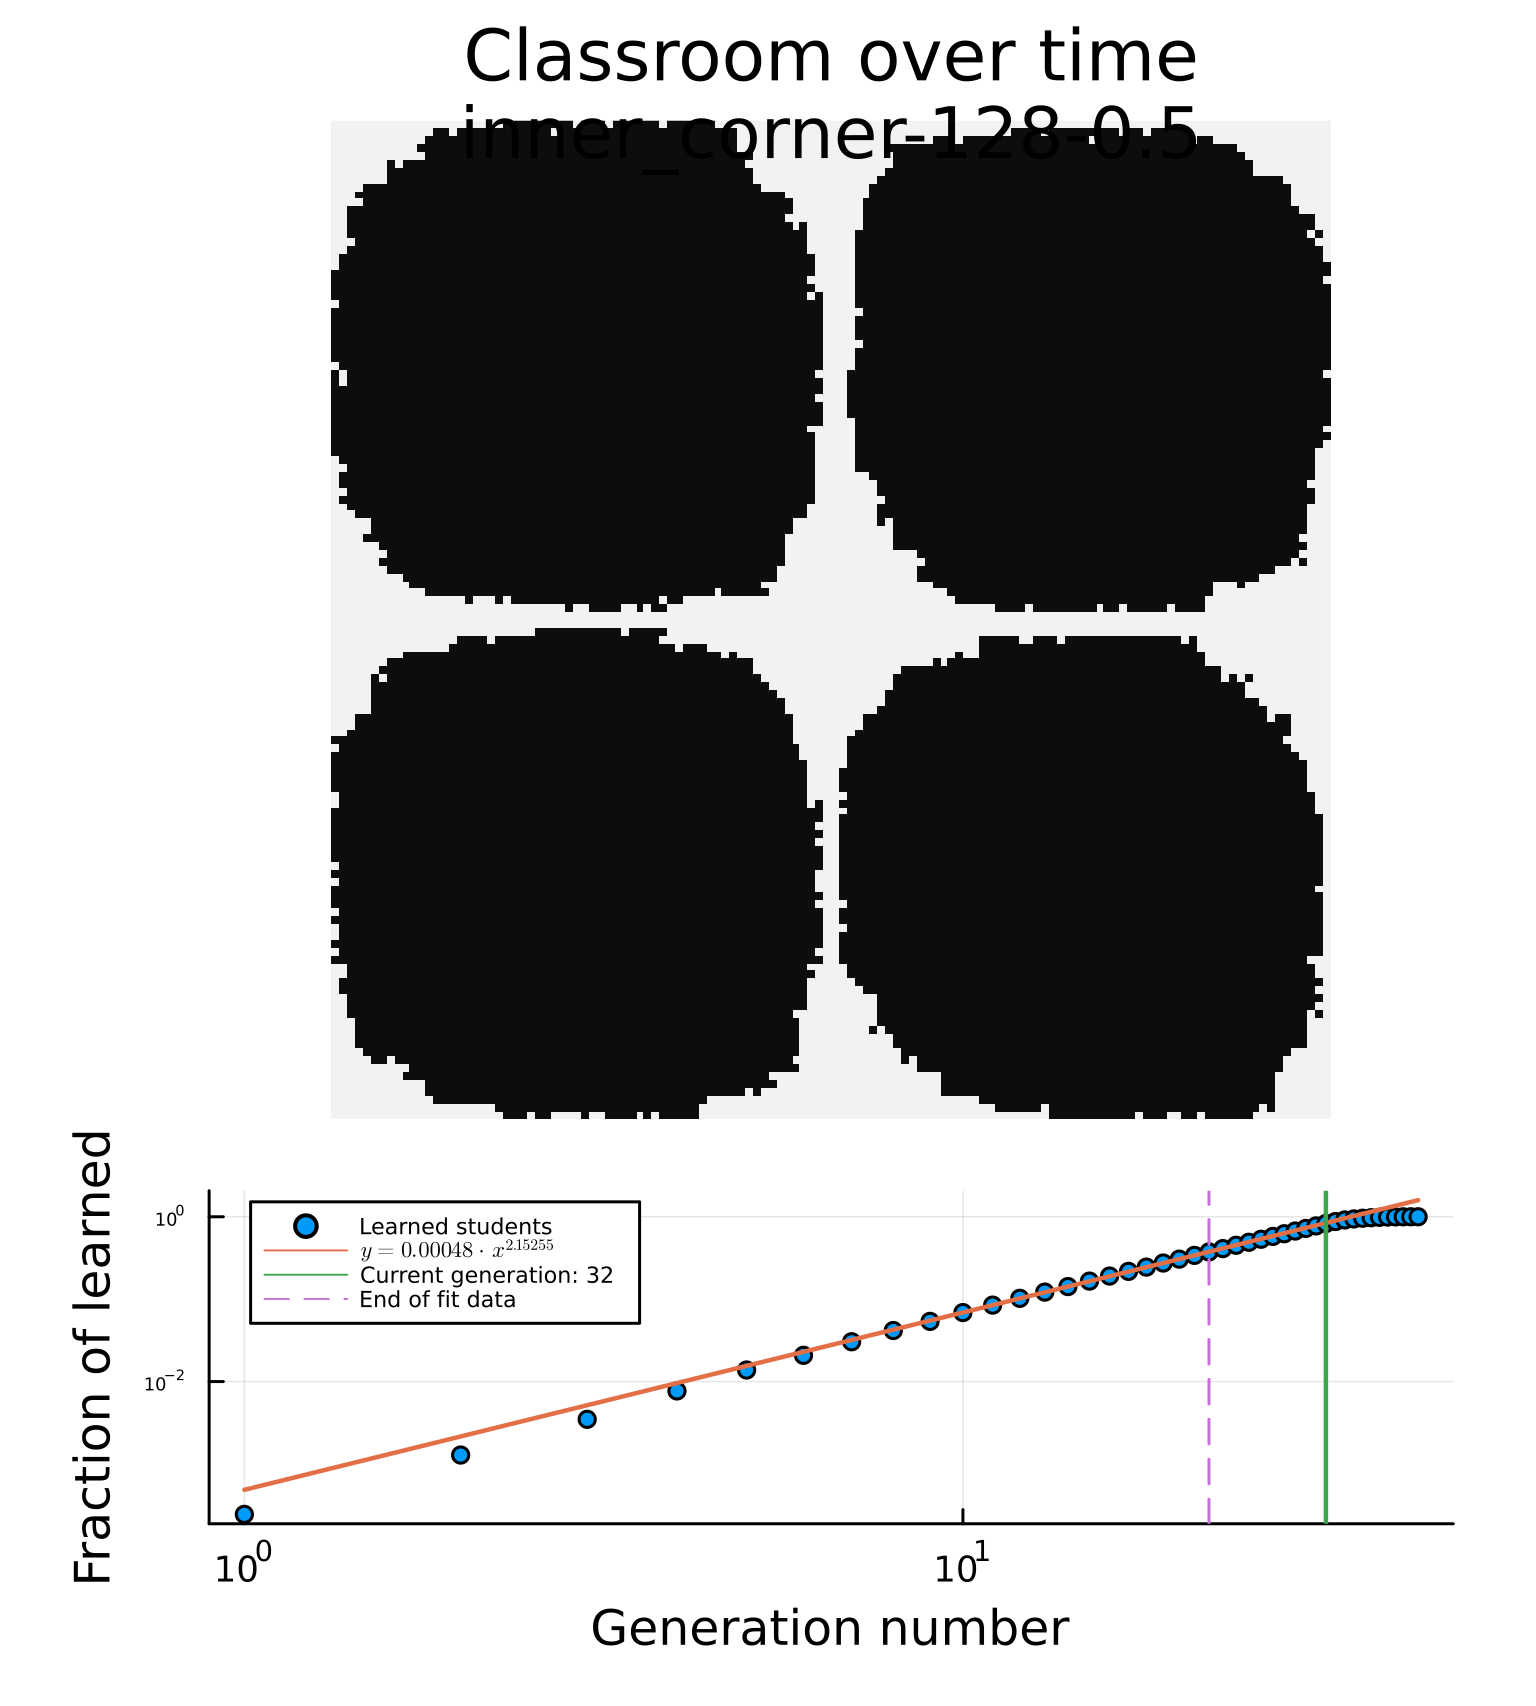 Classroom over time
inner_corner-128-0.5
Fraction of learned
10^0
10^-2
Learned students
y = 0.00048 · x^2.15255
Current generation: 32
End of fit data
10^0
10^1
Generation number